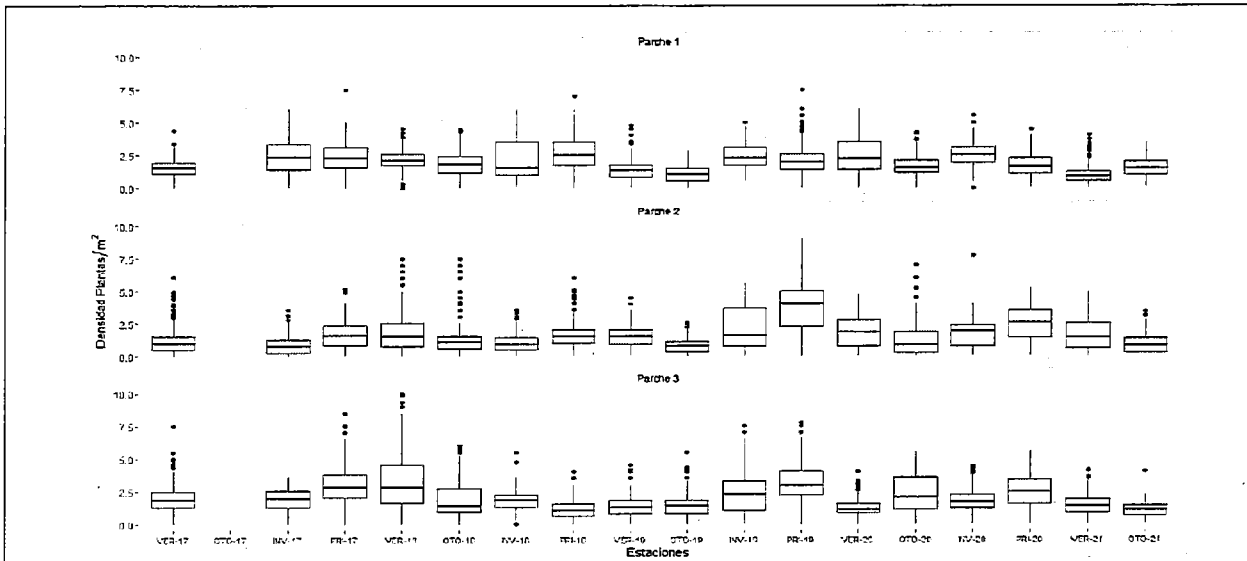 Parche 1
10.0
7.5
5.0
2.5
0.0
Parche 2
10.0
7.5
5.0
2.5
0.0
Parche 3
10.0
7.5
5.0
2.5
0.0
Densidad Plantas/m²
VER-17 OTO-17 INV-17 PRI-17 VER-18 OTO-18 INV-18 PRI-18 VER-19 OTO-19 INV-19 PRI-19 VER-20 OTO-20 INV-20 PRI-20 VER-21 OTO-21
Estaciones